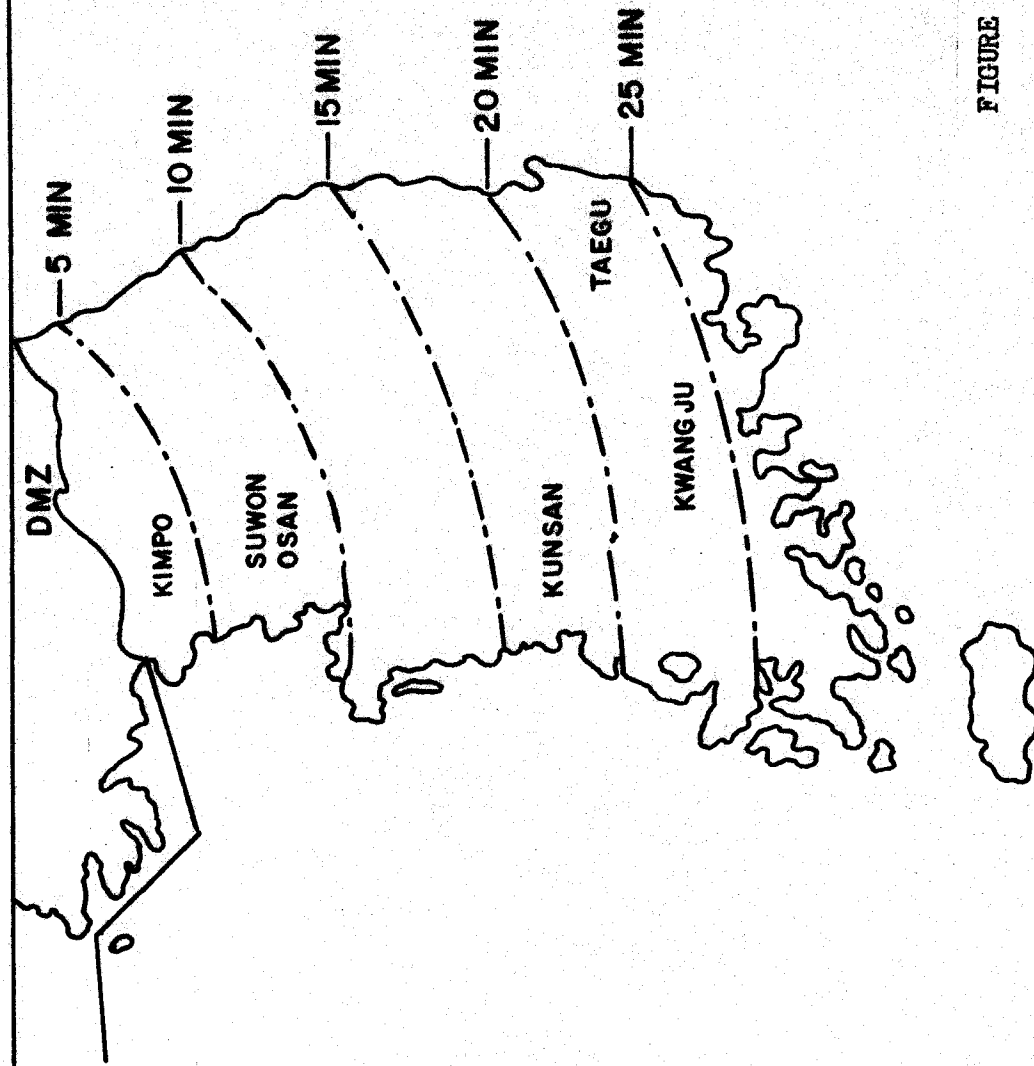 DMZ
5 MIN
10 MIN
15 MIN
20 MIN
25 MIN
KIMPO
SUWON
OSAN
KUNSAN
TAEGU
KWANGJU
FIGURE